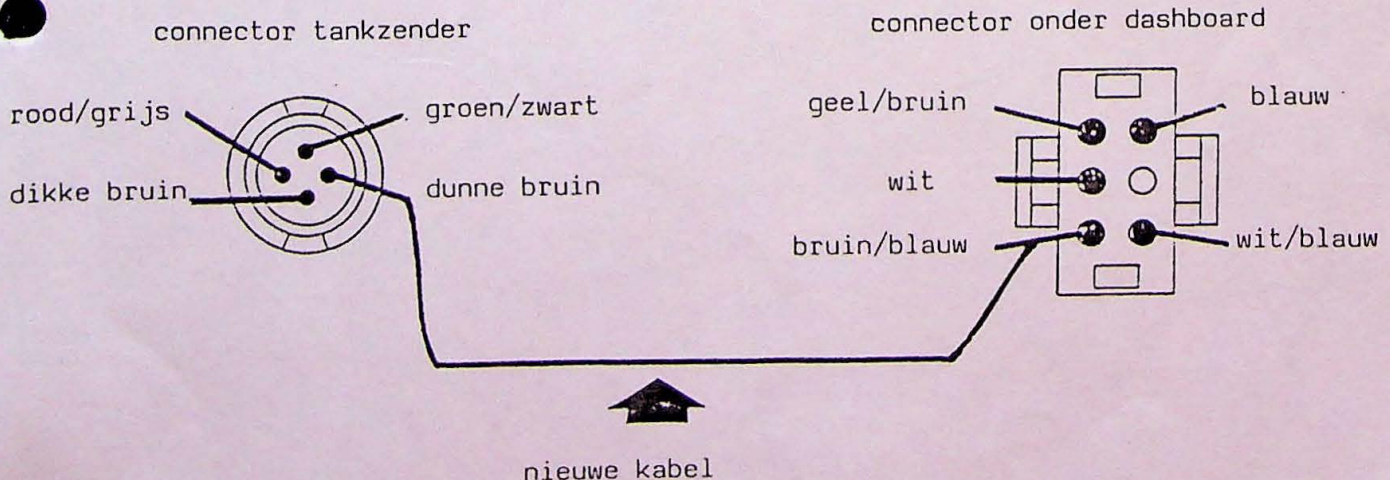 connector tankzender
connector onder dashboard
rood/grijs
groen/zwart
dikke bruin
dunne bruin
geel/bruin
blauw
wit
bruin/blauw
wit/blauw
nieuwe kabel